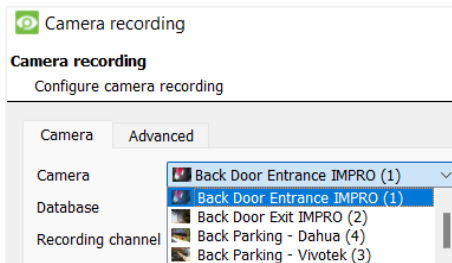 Camera recording
Camera recording
Configure camera recording
Camera Advanced
Camera Back Door Entrance IMPRO (1)
Back Door Entrance IMPRO (1)
Database Back Door Exit IMPRO (2)
Recording channel Back Parking - Dahua (4)
Back Parking - Vivotek (3)